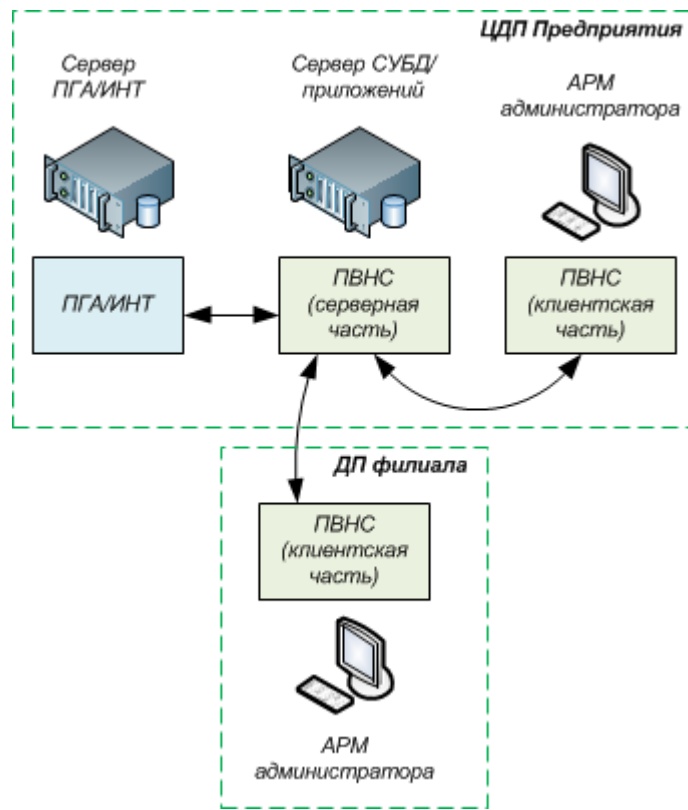 ЦДП Предприятия
Сервер
ПГА/ИНТ
Сервер СУБД/
приложений
АРМ
администратора
ПГА/ИНТ
ПВНС
(серверная
часть)
ПВНС
(клиентская
часть)
ДП филиала
ПВНС
(клиентская
часть)
АРМ
администратора